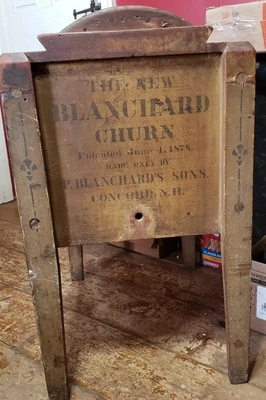 THE NEW
BLANCHARD
CHURN
Patented June 4, 1878.
MADE ONLY BY
P. BLANCHARD'S SONS.
CONCORD, N.H.